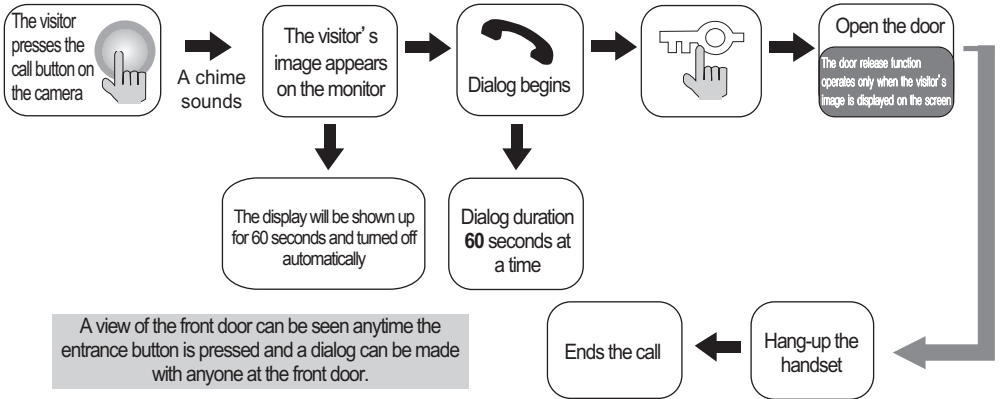 The visitor
presses the
call button on
the camera
A chime
sounds
The visitor's
image appears
on the monitor
Dialog begins
Open the door
The door release function
operates only when the visitor's
image is displayed on the screen
The display will be shown up
for 60 seconds and turned off
automatically
Dialog duration
60 seconds at
a time
A view of the front door can be seen anytime the
entrance button is pressed and a dialog can be made
with anyone at the front door.
Ends the call
Hang-up the
handset